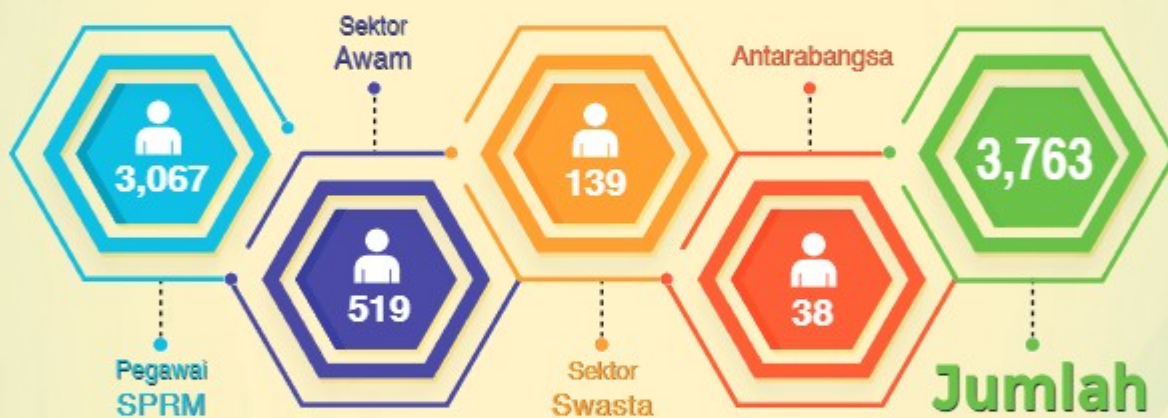 3,067
Pegawai
SPRM
Sektor
Awam
519
139
Sektor
Swasta
Antarabangsa
38
3,763
Jumlah